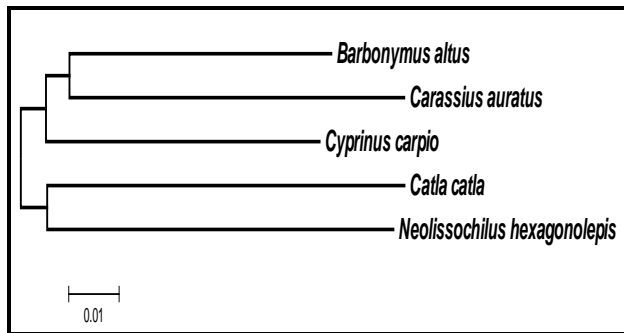 Barbonymus altus
Carassius auratus
Cyprinus carpio
Catla catla
Neolissochilus hexagonolepis
0.01